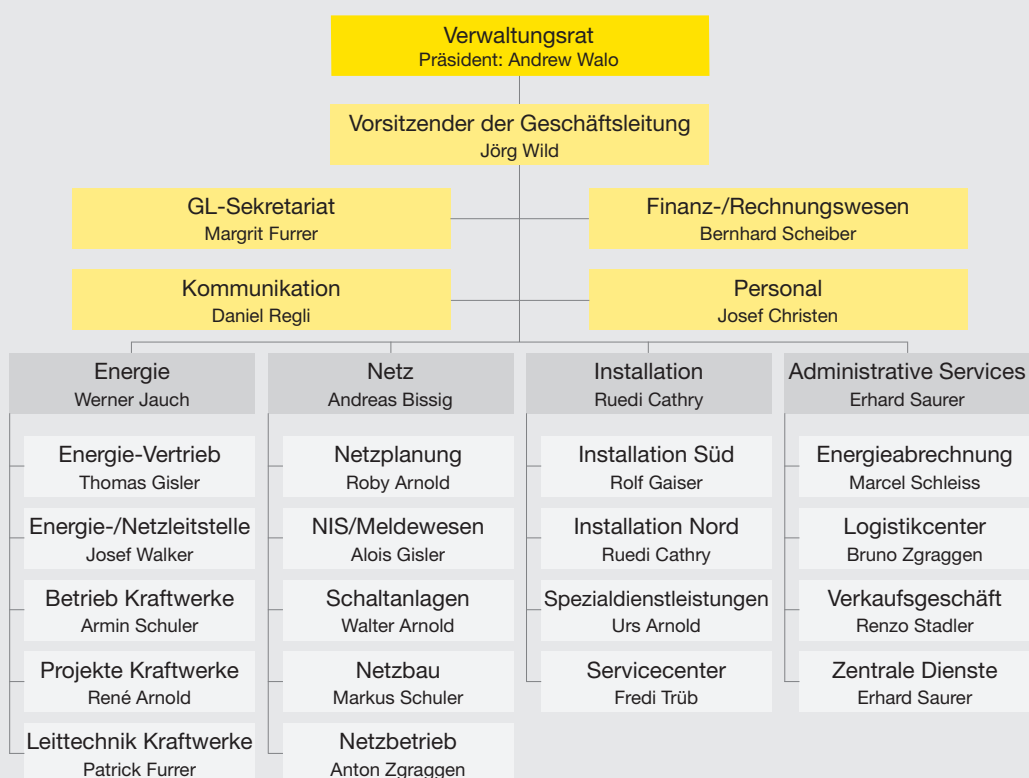 Verwaltungsrat
Präsident: Andrew Walo
Vorsitzender der Geschäftsleitung
Jörg Wild
GL-Sekretariat
Margrit Furrer
Finanz-/Rechnungswesen
Bernhard Scheiber
Kommunikation
Daniel Regli
Personal
Josef Christen
Energie
Werner Jauch
Energie-Vertrieb
Thomas Gisler
Energie-/Netzleitstelle
Josef Walker
Betrieb Kraftwerke
Armin Schuler
Projekte Kraftwerke
René Arnold
Leittechnik Kraftwerke
Patrick Furrer
Netz
Andreas Bissig
Netzplanung
Roby Arnold
NIS/Meldewesen
Alois Gisler
Schaltanlagen
Walter Arnold
Netzbau
Markus Schuler
Netzbetrieb
Anton Zgraggen
Installation
Ruedi Cathry
Installation Süd
Rolf Gaiser
Installation Nord
Ruedi Cathry
Spezialdienstleistungen
Urs Arnold
Servicecenter
Fredi Trüb
Administrative Services
Erhard Saurer
Energieabrechnung
Marcel Schleiss
Logistikcenter
Bruno Zgraggen
Verkaufsgeschäft
Renzo Stadler
Zentrale Dienste
Erhard Saurer